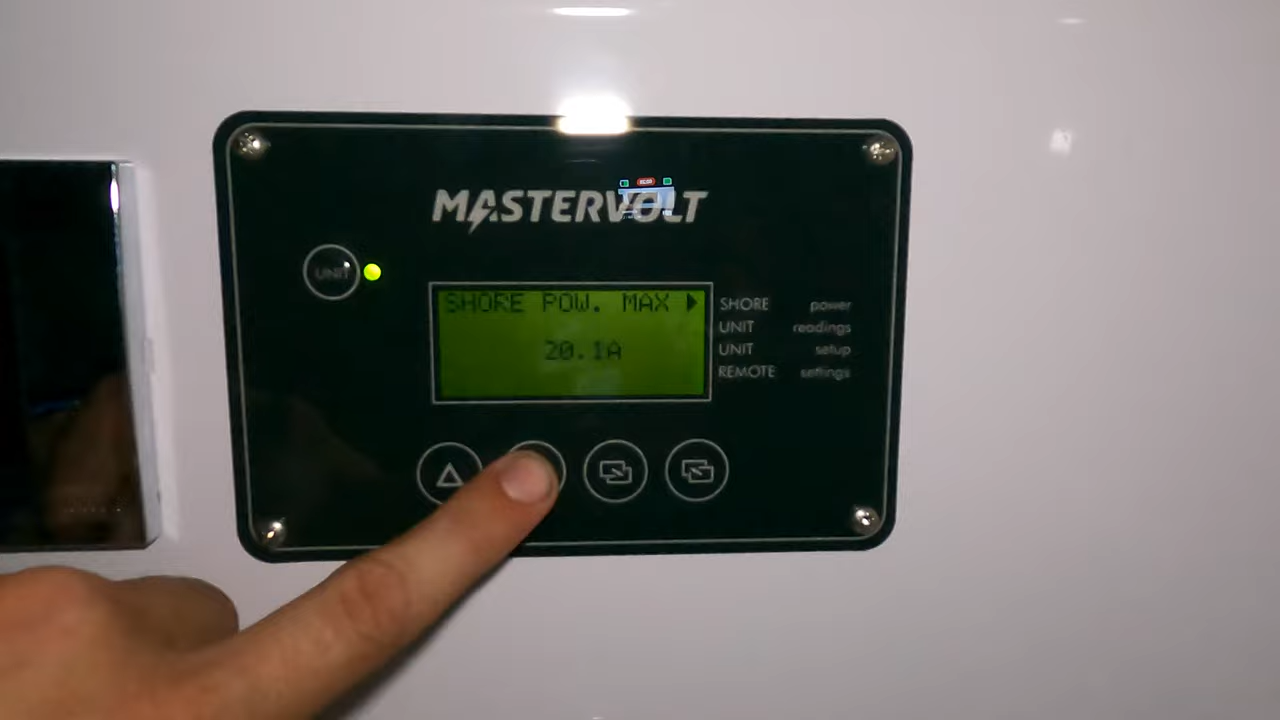 MASTERVOLT
UNIT
SHORE POW. MAX
20.1A
SHORE power
UNIT readings
UNIT setup
REMOTE settings